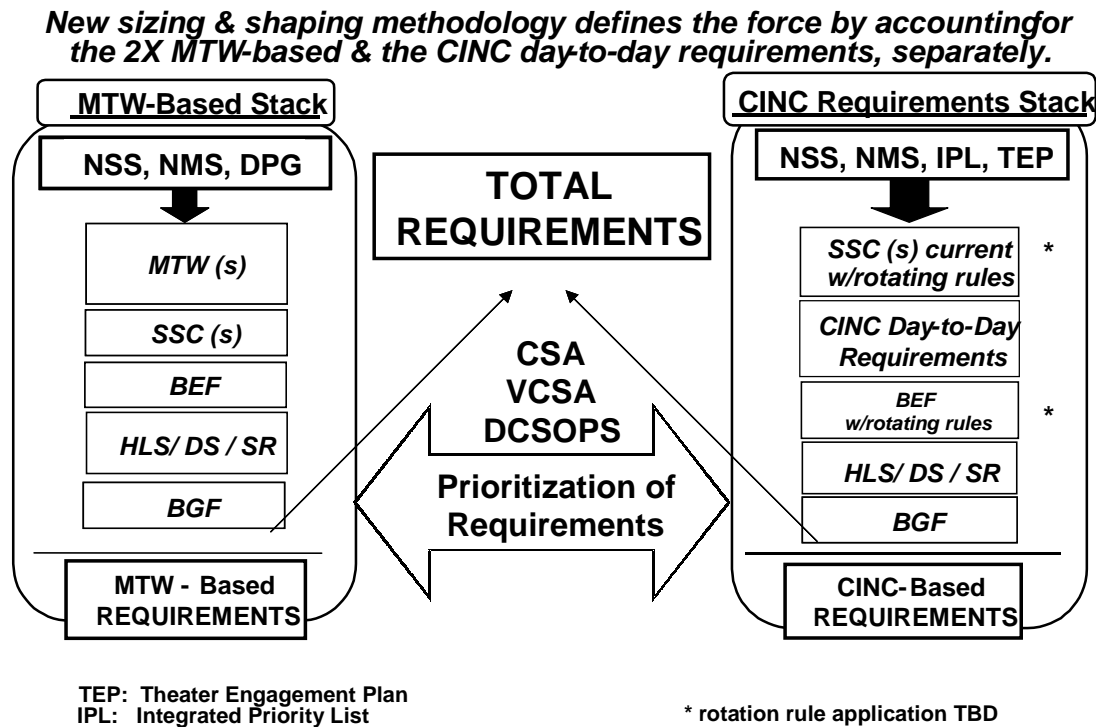 New sizing & shaping methodology defines the force by accountingfor
the 2X MTW-based & the CINC day-to-day requirements, separately.
MTW-Based Stack
NSS, NMS, DPG
MTW (s)
SSC (s)
BEF
HLS/ DS / SR
BGF
MTW - Based
REQUIREMENTS
TOTAL
REQUIREMENTS
CSA
VCSA
DCSOPS
Prioritization of
Requirements
CINC Requirements Stack
NSS, NMS, IPL, TEP
SSC (s) current *
w/rotating rules
CINC Day-to-Day
Requirements
BEF
w/rotating rules *
HLS/ DS / SR
BGF
CINC-Based
REQUIREMENTS
TEP: Theater Engagement Plan
IPL: Integrated Priority List
* rotation rule application TBD